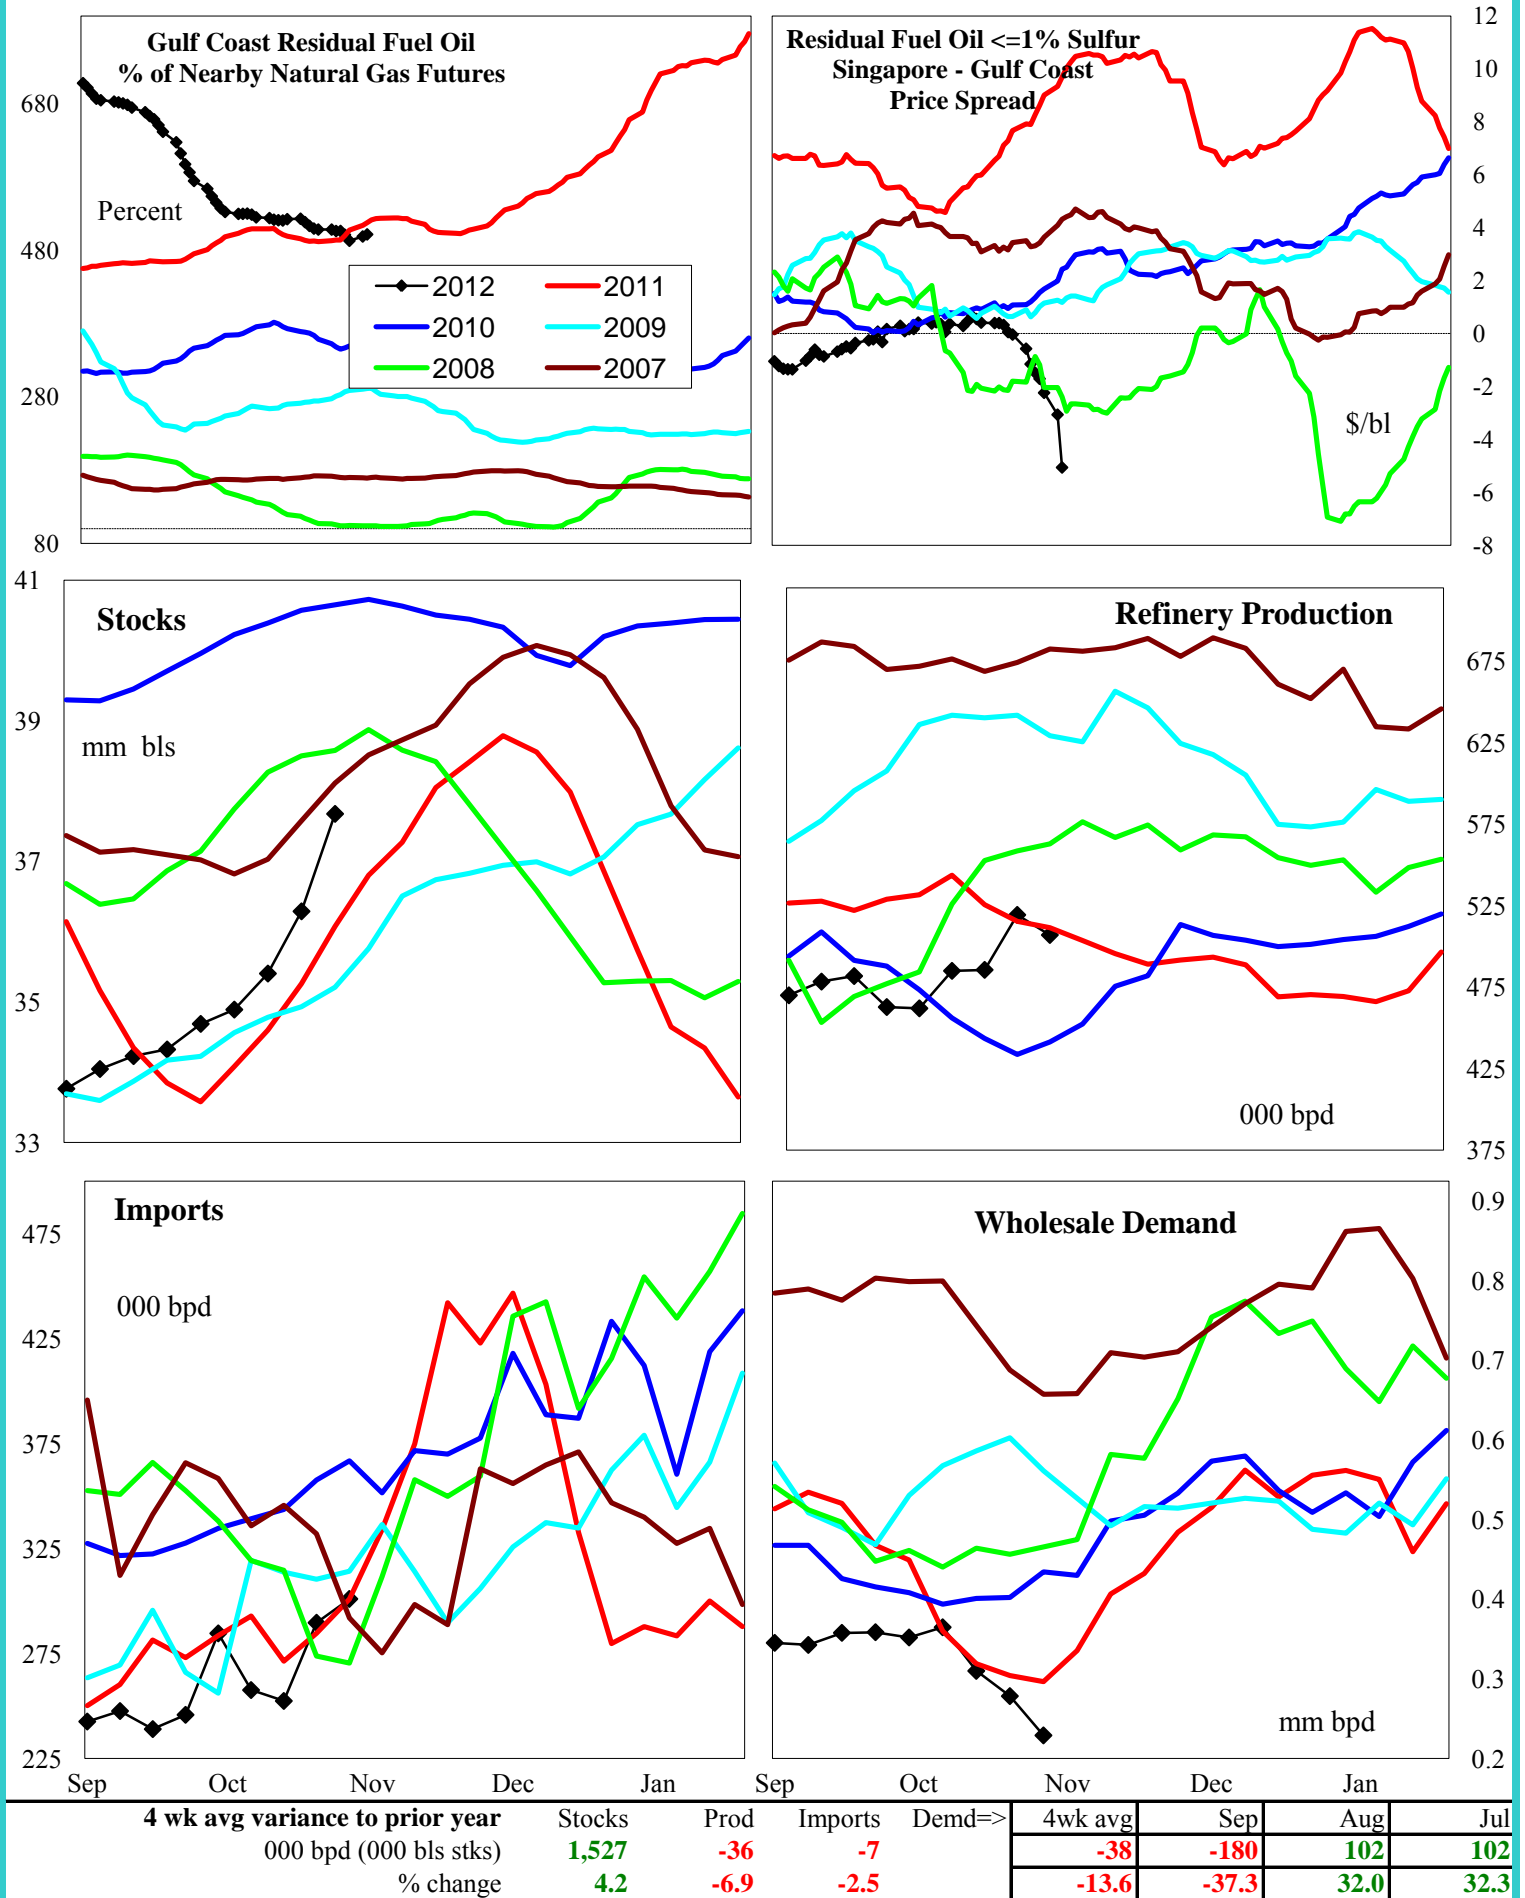 Gulf Coast Residual Fuel Oil
% of Nearby Natural Gas Futures
Percent
680
480
280
80
2012 2011
2010 2009
2008 2007
Residual Fuel Oil <=1% Sulfur
Singapore - Gulf Coast
Price Spread
$/bl
12
10
8
6
4
2
0
-2
-4
-6
-8
Stocks
mm bls
41
39
37
35
33
Refinery Production
000 bpd
675
625
575
525
475
425
375
Imports
000 bpd
475
425
375
325
275
225
Sep Oct Nov Dec Jan
Wholesale Demand
mm bpd
0.9
0.8
0.7
0.6
0.5
0.4
0.3
0.2
Sep Oct Nov Dec Jan
4 wk avg variance to prior year Stocks Prod Imports Demd=> 4wk avg Sep Aug Jul
000 bpd (000 bls stks) 1,527 -36 -7 -38 -180 102 102
% change 4.2 -6.9 -2.5 -13.6 -37.3 32.0 32.3